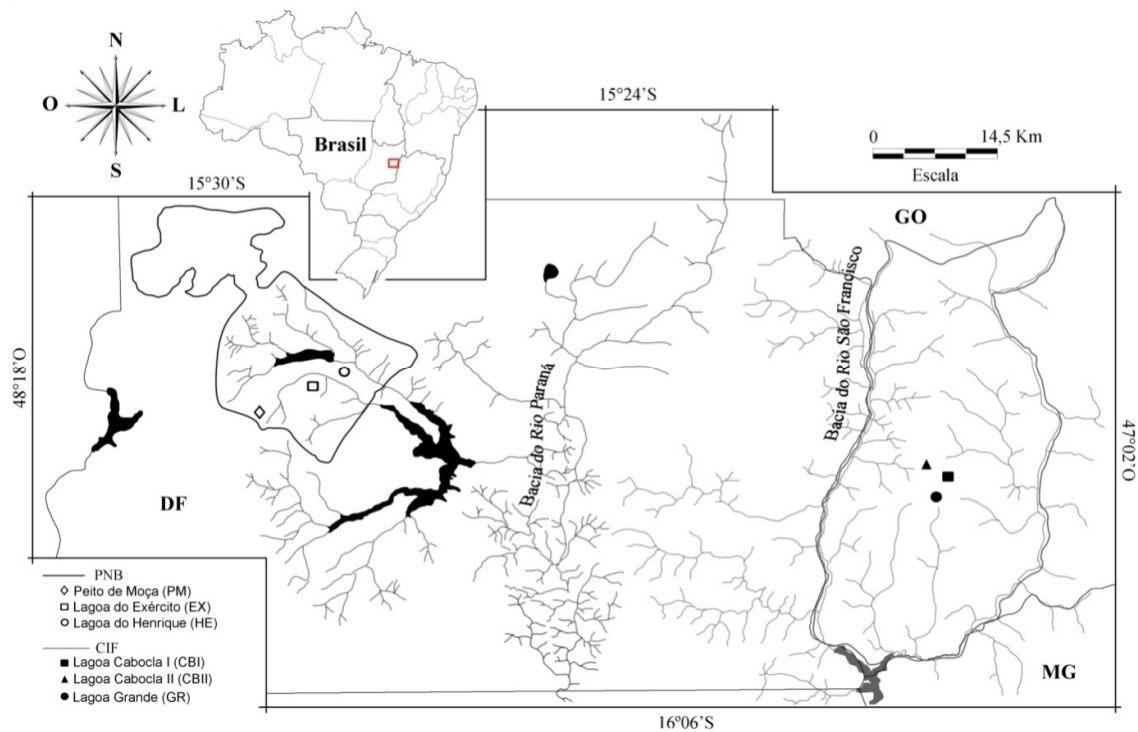 N
O
L
S
Brasil
15°24'S
0 14,5 Km
Escala
15°30'S
GO
48°18'O
Bacia do Rio Paraná
Bacia do Rio São Francisco
47°02'O
DF
PNB
Peito de Moça (PM)
Lagoa do Exército (EX)
Lagoa do Henrique (HE)
CIF
Lagoa Cabocla I (CBI)
Lagoa Cabocla II (CBII)
Lagoa Grande (GR)
MG
16°06'S